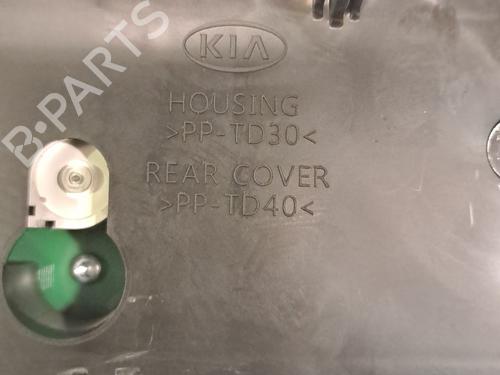 KIA
HOUSING
>PP-TD30<
REAR COVER
>PP-TD40<
B-PARTS